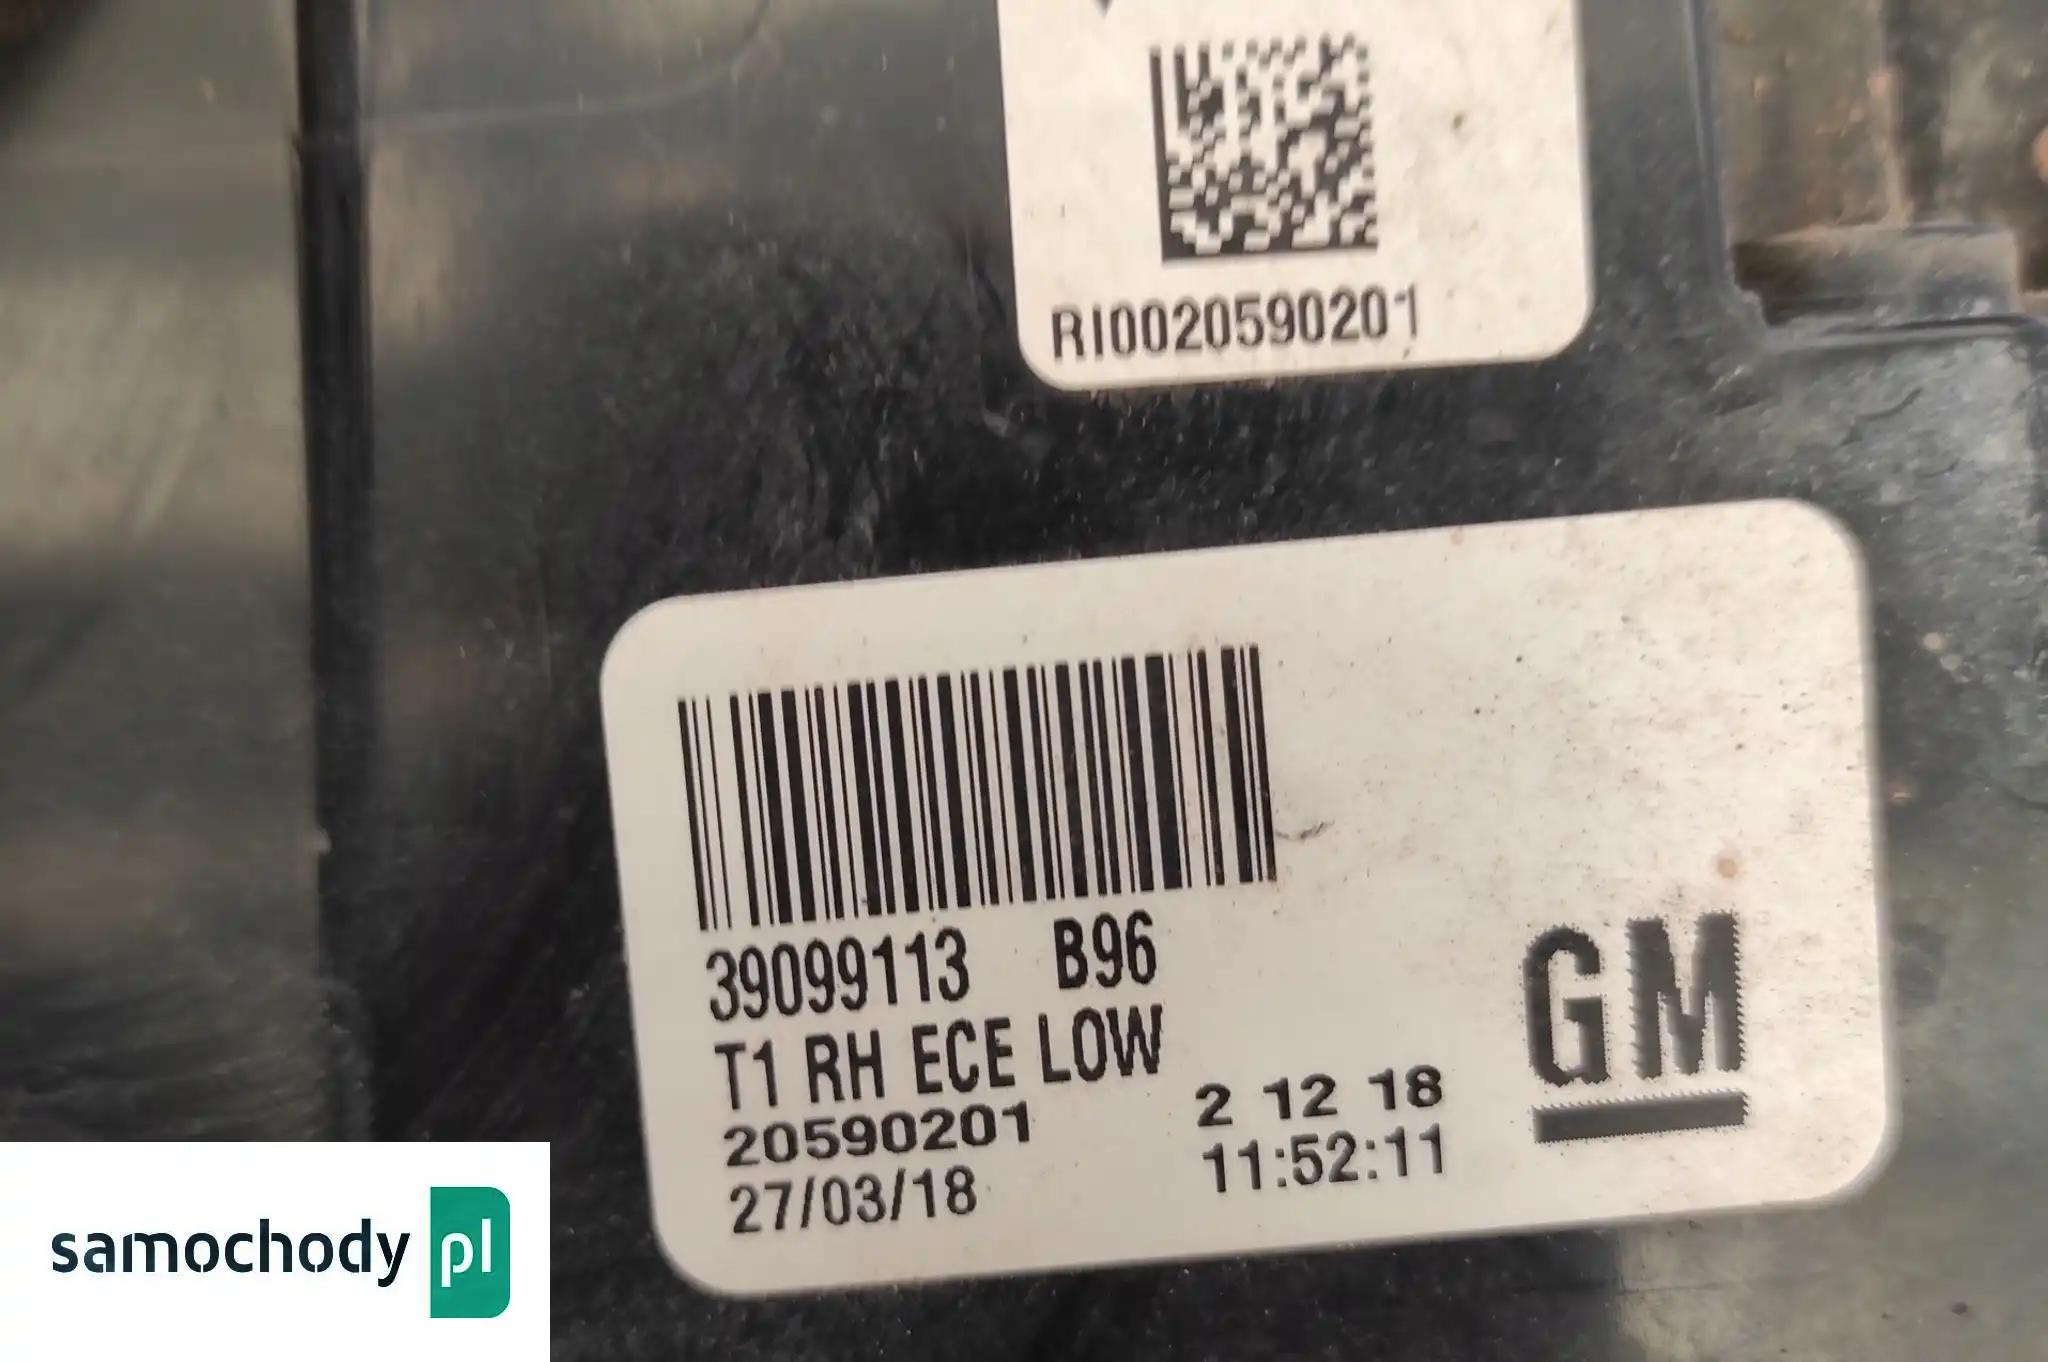 RI0020590201
39099113 B96
T1 RH ECE LOW
20590201 2 12 18
27/03/18 11:52:11
GM
samochody pl